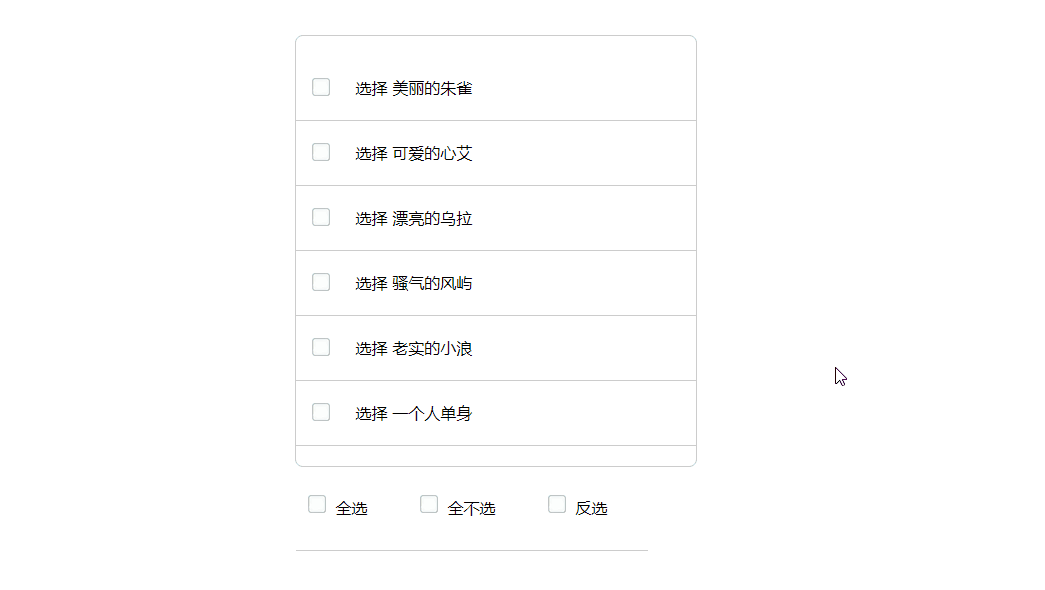 选择 美丽的朱雀
选择 可爱的心艾
选择 漂亮的乌拉
选择 骚气的风屿
选择 老实的小浪
选择 一个人单身
全选 全不选 反选